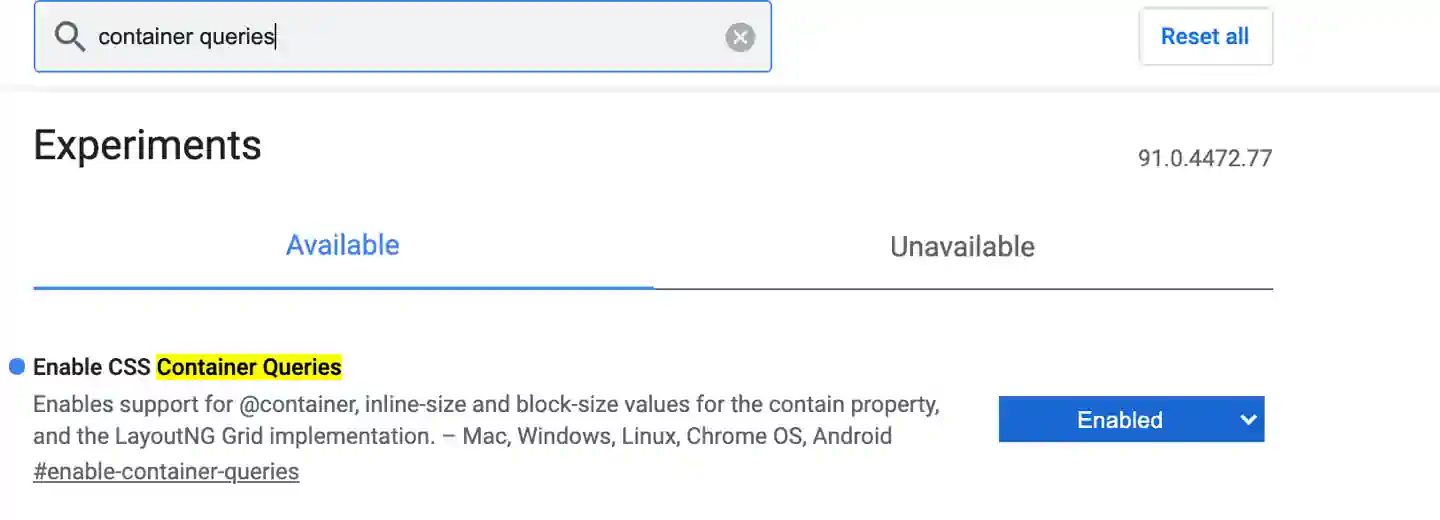 container queries
Reset all
Experiments
91.0.4472.77
Available
Unavailable
Enable CSS Container Queries
Enables support for @container, inline-size and block-size values for the contain property,
and the LayoutNG Grid implementation. – Mac, Windows, Linux, Chrome OS, Android
Enabled
#enable-container-queries